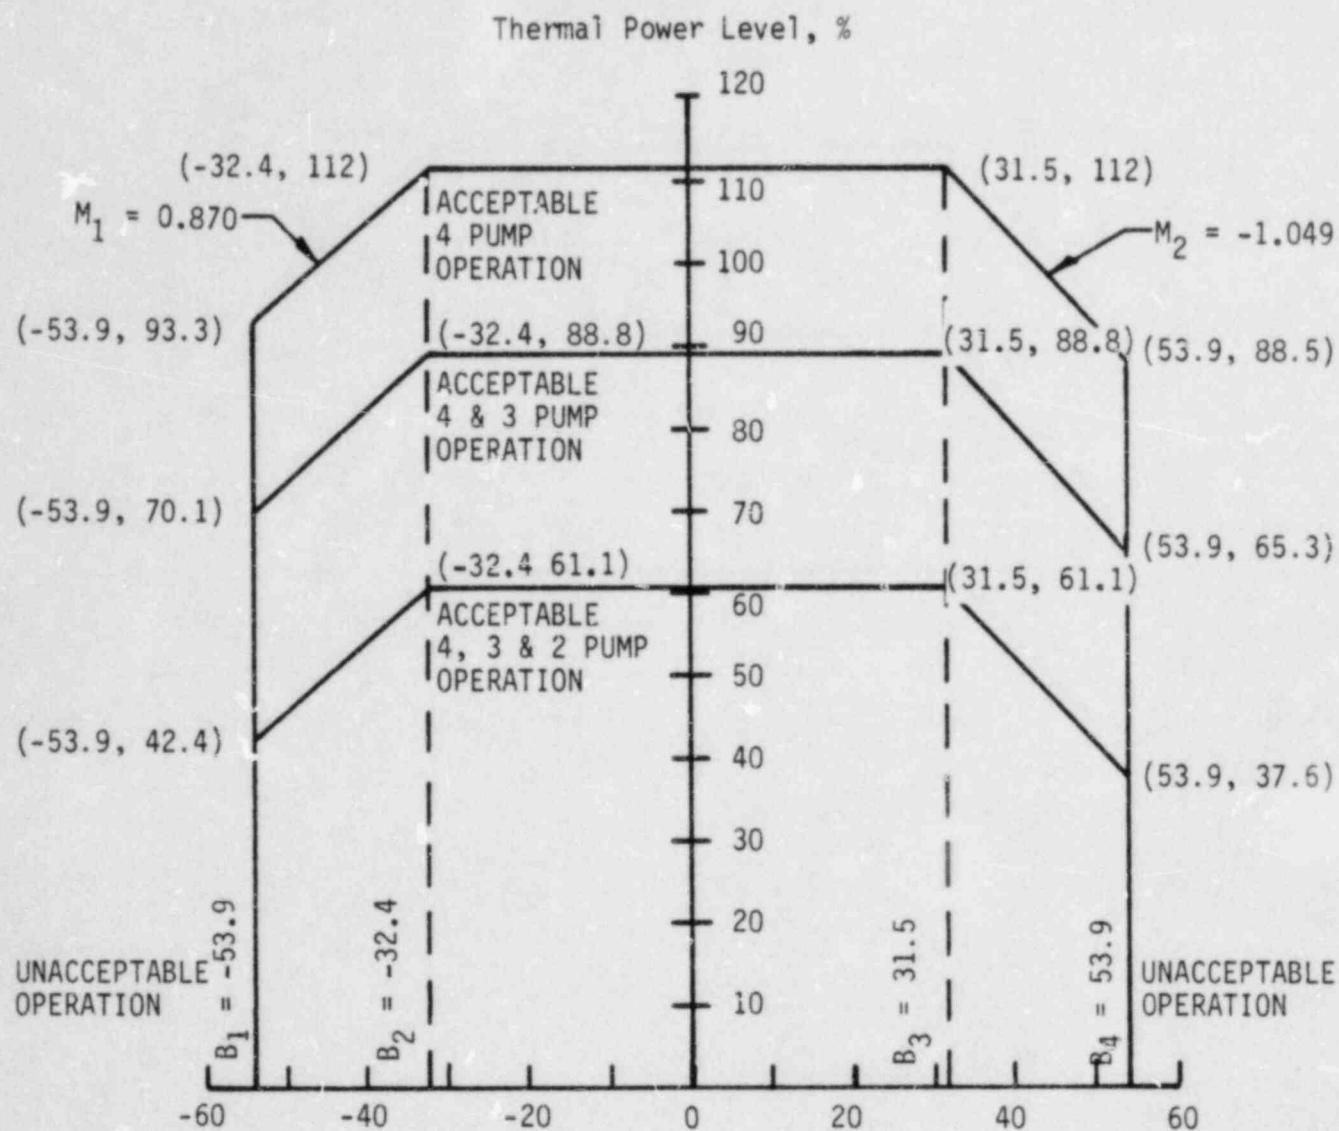 Thermal Power Level, %
120
(-32.4, 112)
(31.5, 112)
110
ACCEPTABLE
4 PUMP
OPERATION
M1 = 0.870
M2 = -1.049
100
(-53.9, 93.3)
(-32.4, 88.8)
90
(31.5, 88.8)
(53.9, 88.5)
ACCEPTABLE
4 & 3 PUMP
OPERATION
80
(-53.9, 70.1)
70
(53.9, 65.3)
(-32.4 61.1)
60
(31.5, 61.1)
ACCEPTABLE
4, 3 & 2 PUMP
OPERATION
50
(-53.9, 42.4)
40
(53.9, 37.6)
30
20
10
UNACCEPTABLE
OPERATION
B1 = -53.9
B2 = -32.4
B3 = 31.5
B4 = 53.9
UNACCEPTABLE
OPERATION
-60
-40
-20
0
20
40
60